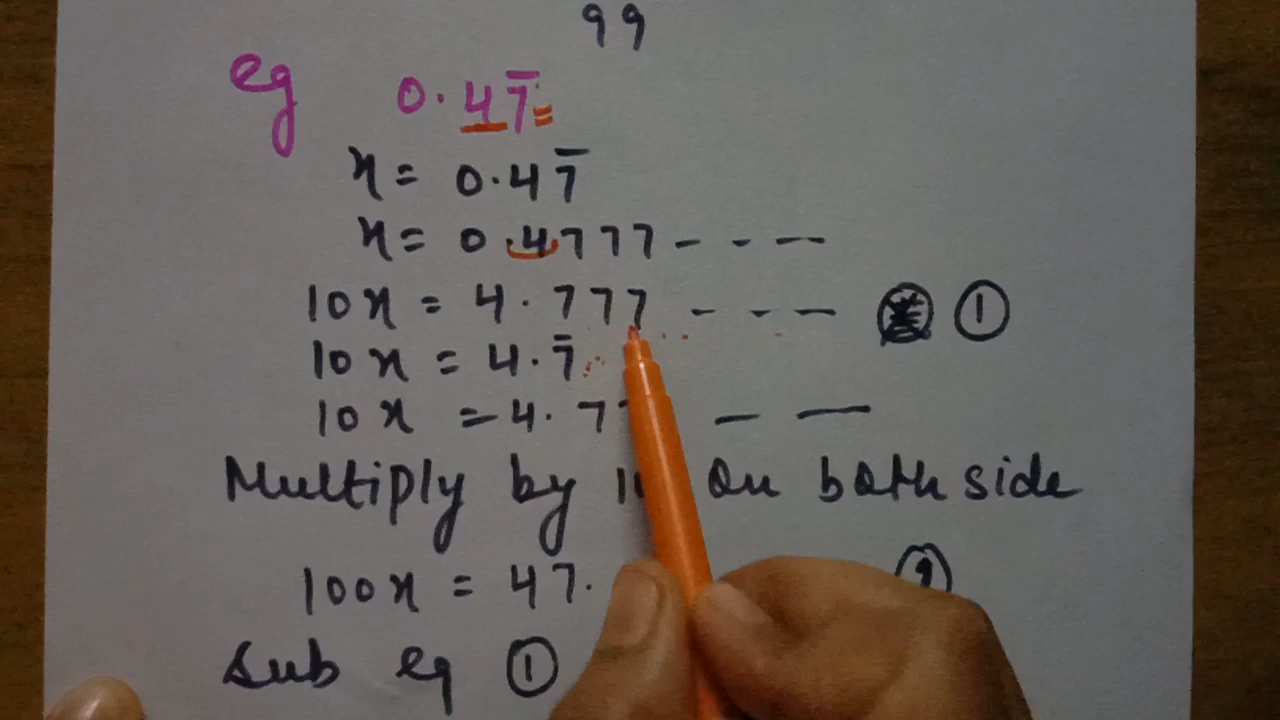 99
eg 0.47̅ =
x = 0.47̅
x = 0.4777 - - -
10x = 4.777 - - - ①
10x = 4.7̅
10x = 4.77 - -
Multiply by on both side
100x = 47.
Sub eq ①